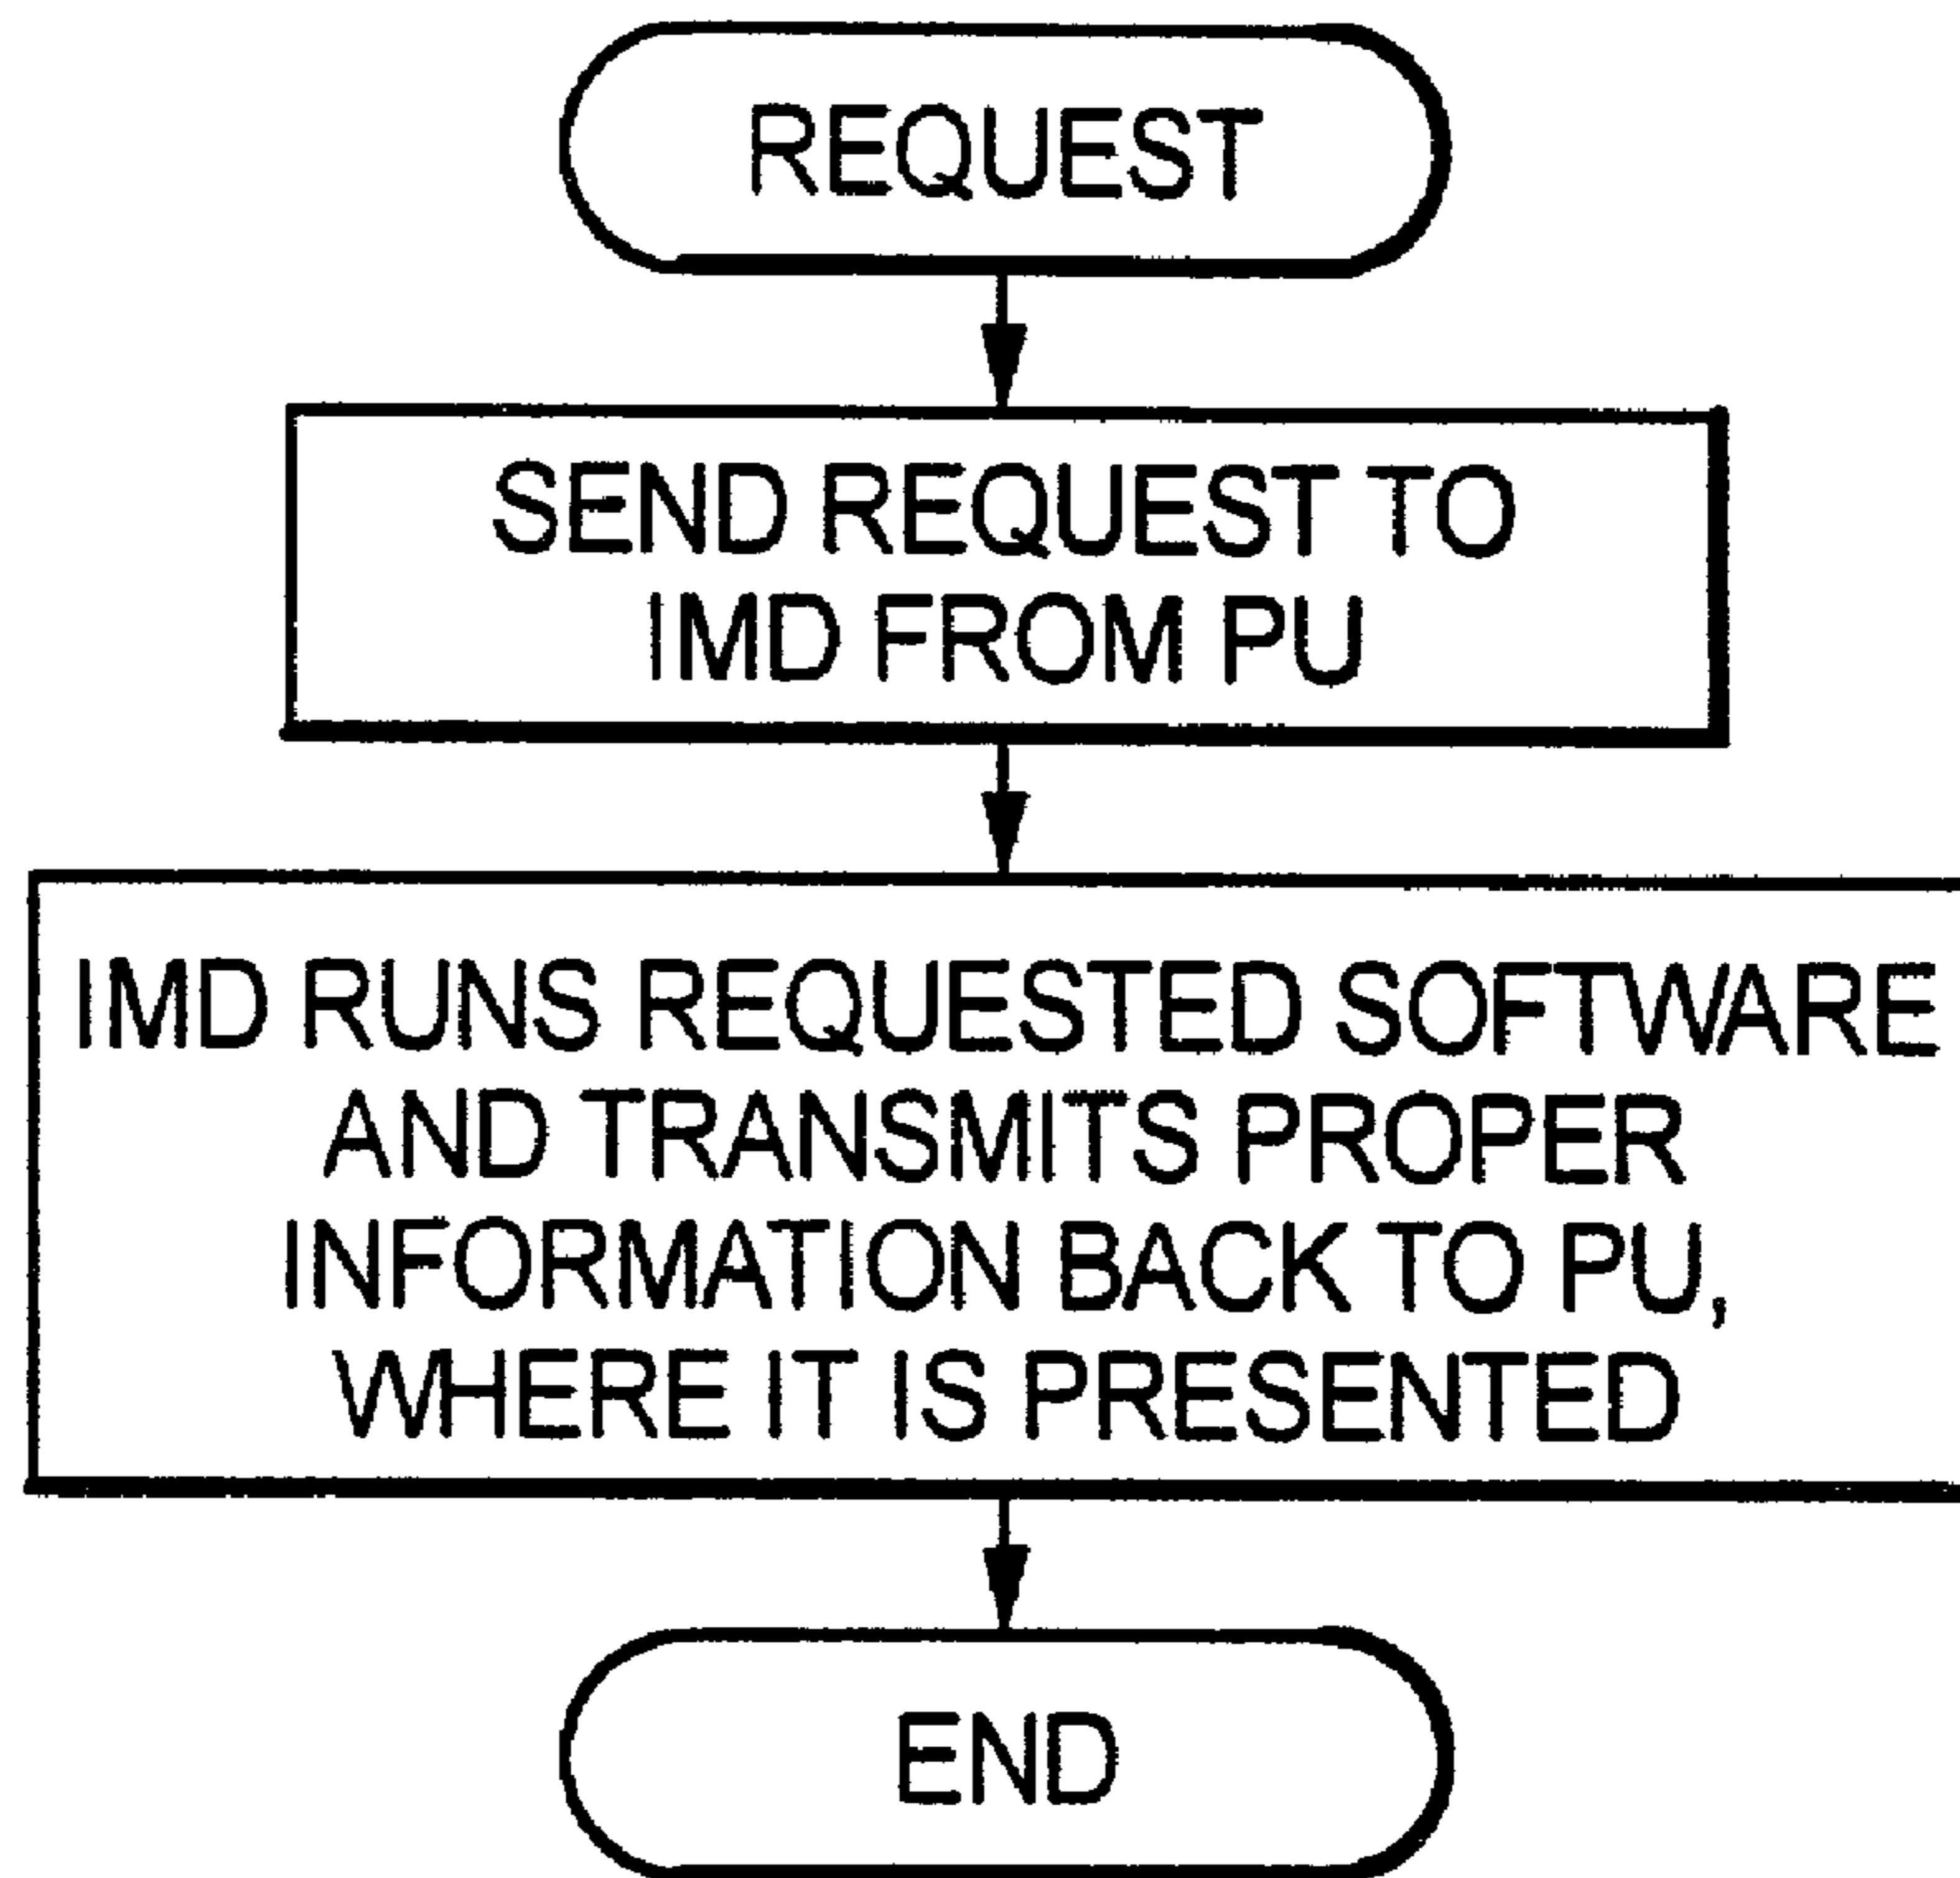 REQUEST
SEND REQUEST TO
IMD FROM PU
IMD RUNS REQUESTED SOFTWARE
AND TRANSMITS PROPER
INFORMATION BACK TO PU,
WHERE IT IS PRESENTED
END